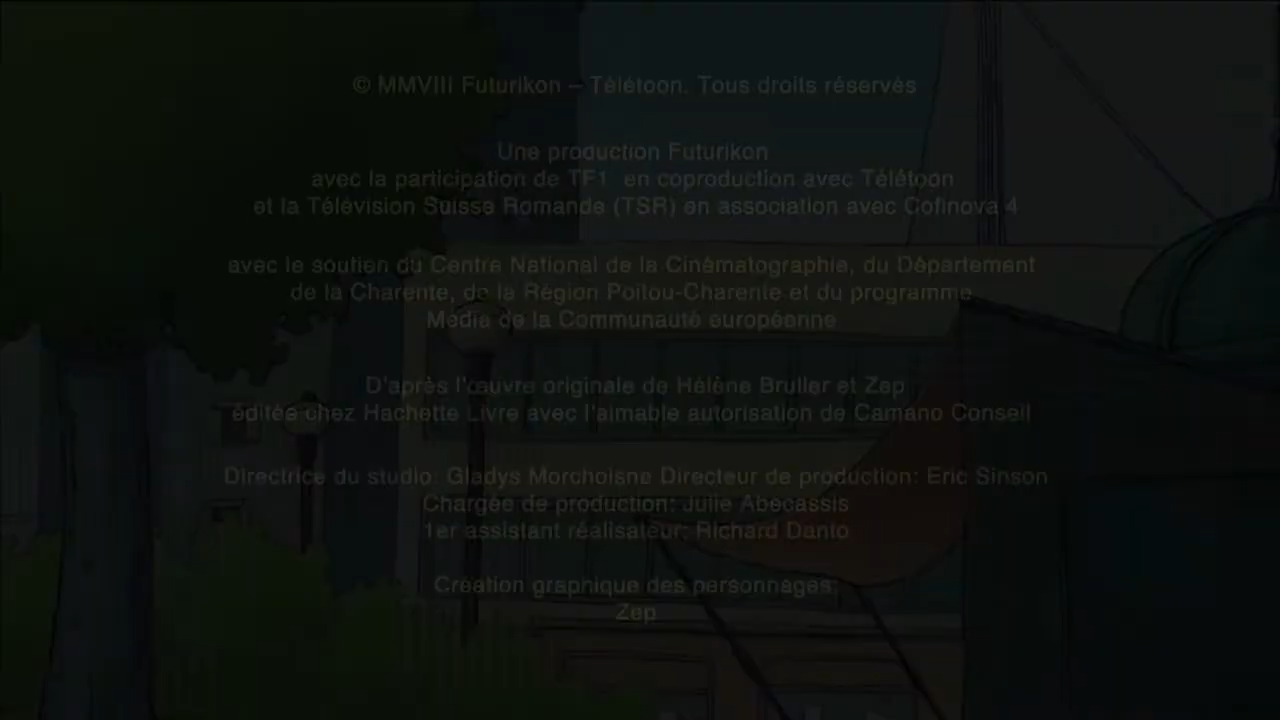 © MMVIII Futurikon – Télétoon. Tous droits réservés
Une production Futurikon
avec la participation de TF1 en coproduction avec Télétoon
et la Télévision Suisse Romande (TSR) en association avec Cofinova 4
avec le soutien du Centre National de la Cinématographie, du Département
de la Charente, de la Région Poitou-Charente et du programme
Media de la Communauté européenne
D'après l'œuvre originale de Hélène Bruller et Zep
éditée chez Hachette Livre avec l'aimable autorisation de Camano Conseil
Directrice du studio: Gladys Morchoisne Directeur de production: Eric Sinson
Chargée de production: Julie Abecassis
1er assistant réalisateur: Richard Danto
Création graphique des personnages:
Zep